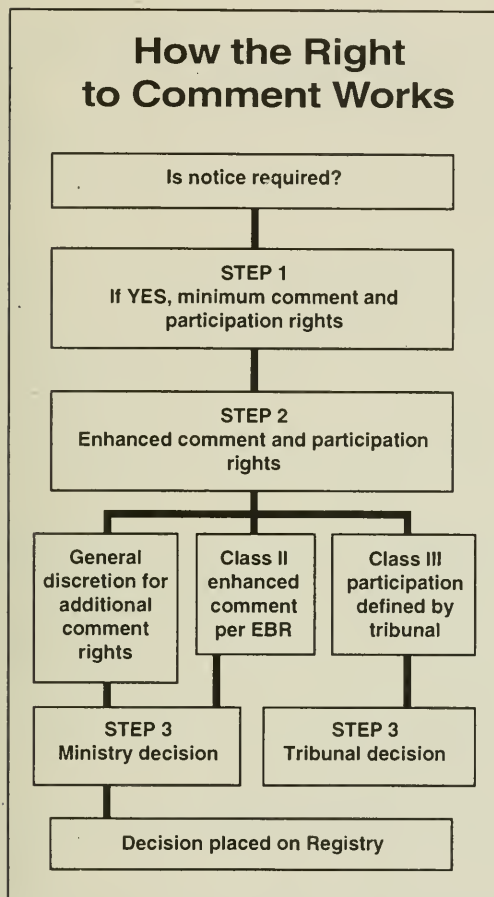 How the Right
to Comment Works
Is notice required?
STEP 1
If YES, minimum comment and
participation rights
STEP 2
Enhanced comment and participation
rights
General
discretion for
additional
comment
rights
Class II
enhanced
comment
per EBR
Class III
participation
defined by
tribunal
STEP 3
Ministry decision
STEP 3
Tribunal decision
Decision placed on Registry